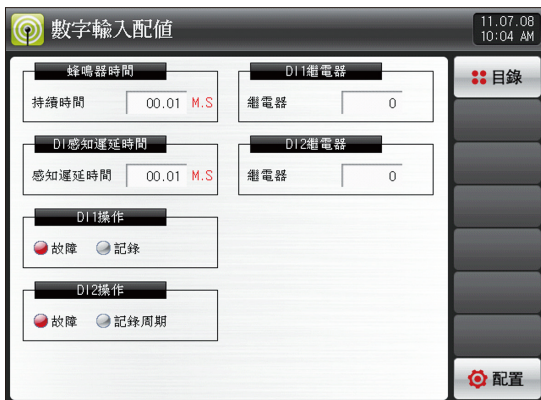 數字輸入配值
11.07.08
10:04 AM
蜂鳴器時間
持續時間 00.01 M.S
DI1繼電器
繼電器 0
目錄
DI感知遲延時間
感知遲延時間 00.01 M.S
DI2繼電器
繼電器 0
DI1操作
故障 記錄
DI2操作
故障 記錄周期
配置